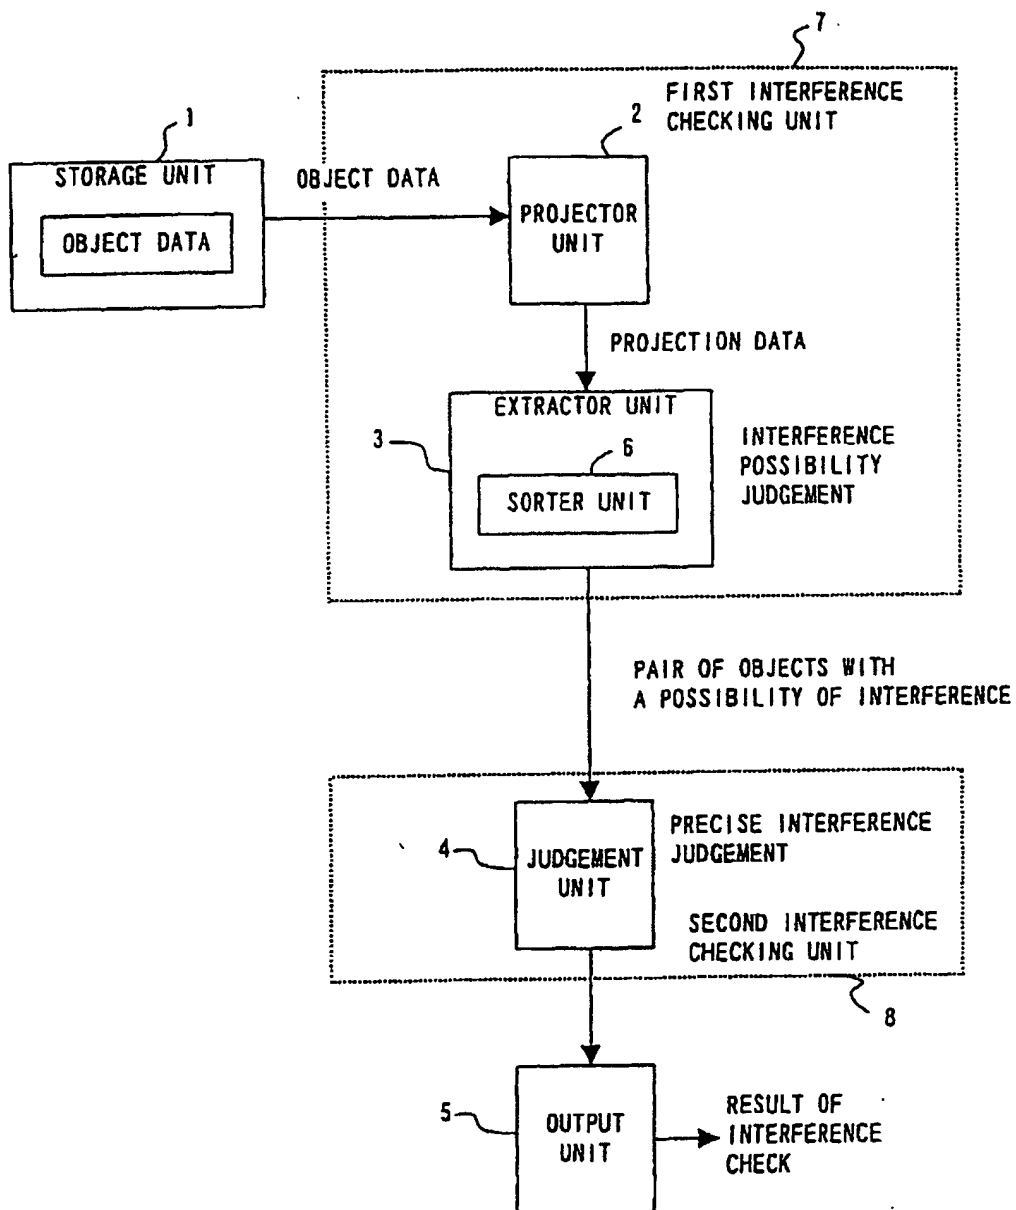 7
FIRST INTERFERENCE
CHECKING UNIT
1
2
STORAGE UNIT
OBJECT DATA
OBJECT DATA
PROJECTOR
UNIT
PROJECTION DATA
EXTRACTOR UNIT
3
6
SORTER UNIT
INTERFERENCE
POSSIBILITY
JUDGEMENT
PAIR OF OBJECTS WITH
A POSSIBILITY OF INTERFERENCE
4
JUDGEMENT
UNIT
PRECISE INTERFERENCE
JUDGEMENT
SECOND INTERFERENCE
CHECKING UNIT
8
5
OUTPUT
UNIT
RESULT OF
INTERFERENCE
CHECK